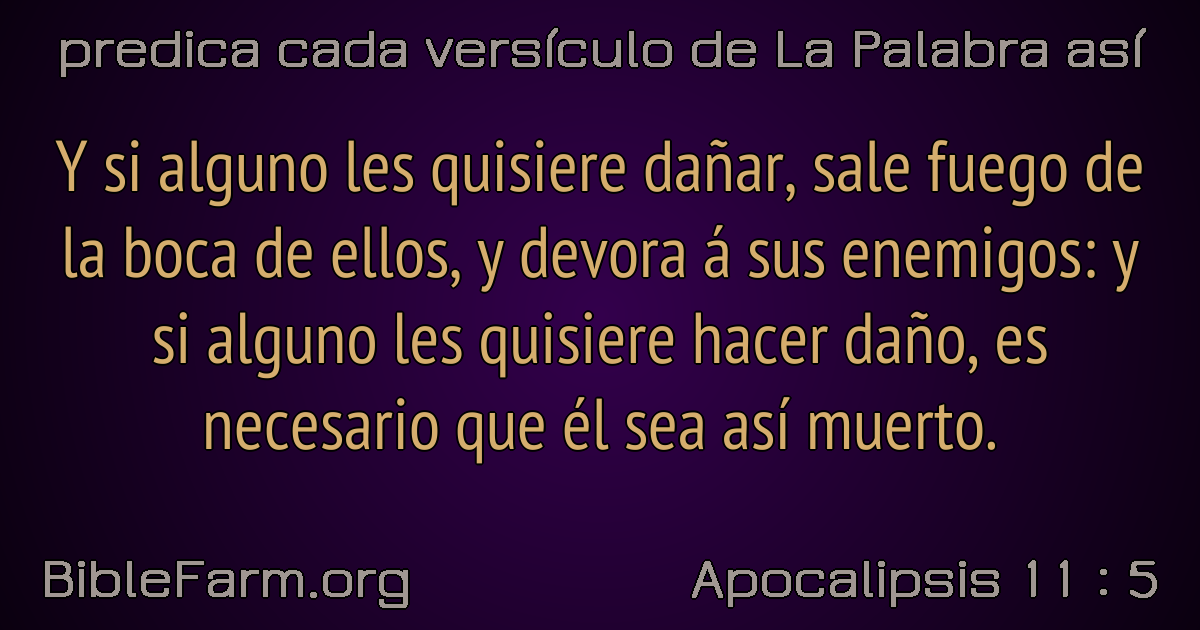 predica cada versículo de La Palabra así
Y si alguno les quisiere dañar, sale fuego de
la boca de ellos, y devora á sus enemigos: y
si alguno les quisiere hacer daño, es
necesario que él sea así muerto.
BibleFarm.org
Apocalipsis 11 : 5